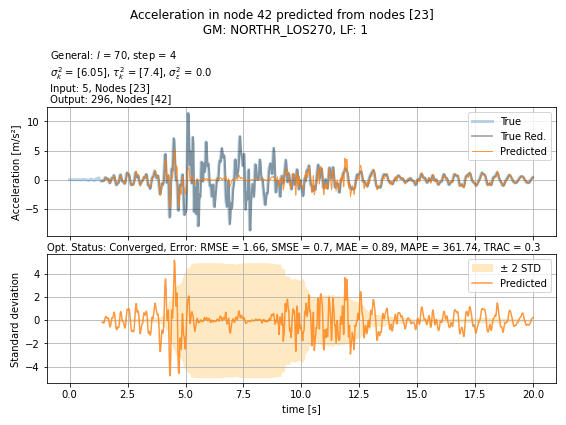 Acceleration in node 42 predicted from nodes [23]
GM: NORTHR_LOS270, LF: 1
General: l = 70, step = 4
σ²ₖ = [6.05], τ²ₖ = [7.4], σ²ε = 0.0
Input: 5, Nodes [23]
Output: 296, Nodes [42]
Acceleration [m/s²]
10
5
0
−5
True
True Red.
Predicted
Opt. Status: Converged, Error: RMSE = 1.66, SMSE = 0.7, MAE = 0.89, MAPE = 361.74, TRAC = 0.3
Standard deviation
4
2
0
−2
−4
± 2 STD
Predicted
0.0 2.5 5.0 7.5 10.0 12.5 15.0 17.5 20.0
time [s]